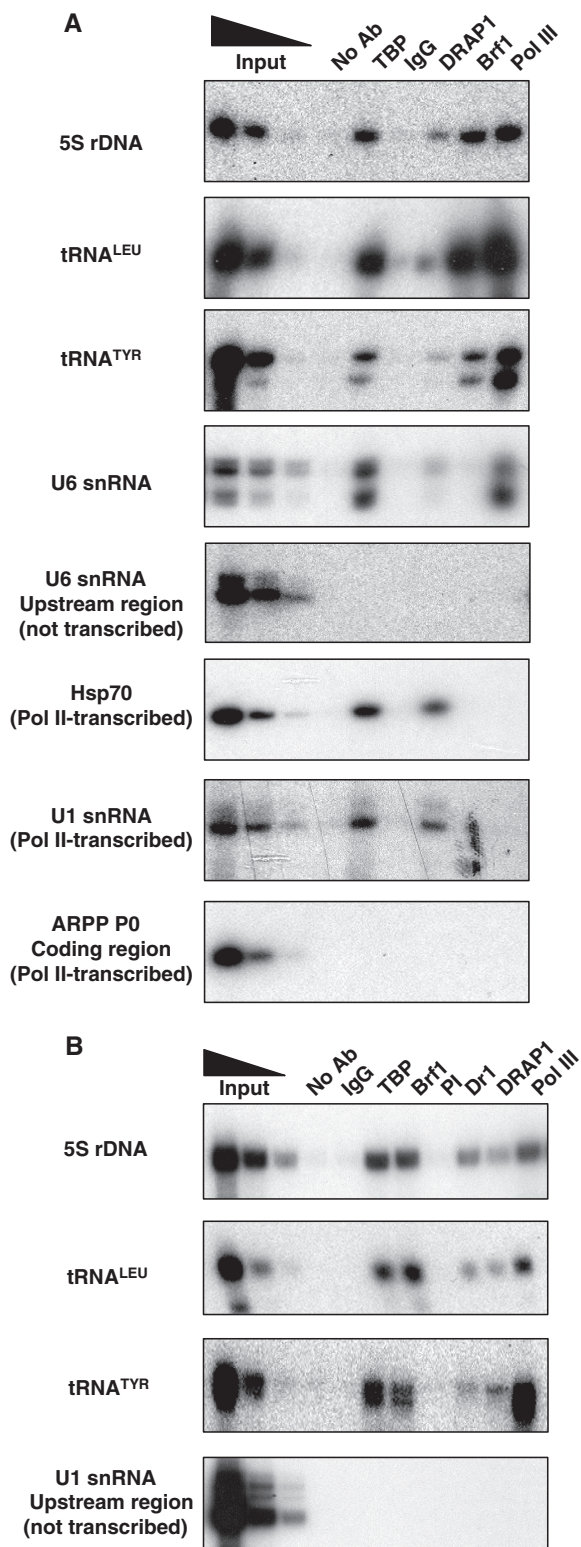 A
Input
No Ab
TBP
IgG
DRAP1
Brf1
Pol III
5S rDNA
tRNALEU
tRNATYR
U6 snRNA
U6 snRNA
Upstream region
(not transcribed)
Hsp70
(Pol II-transcribed)
U1 snRNA
(Pol II-transcribed)
ARPP P0
Coding region
(Pol II-transcribed)
B
Input
No Ab
IgG
TBP
Brf1
PI
Dr1
DRAP1
Pol III
5S rDNA
tRNALEU
tRNATYR
U1 snRNA
Upstream region
(not transcribed)